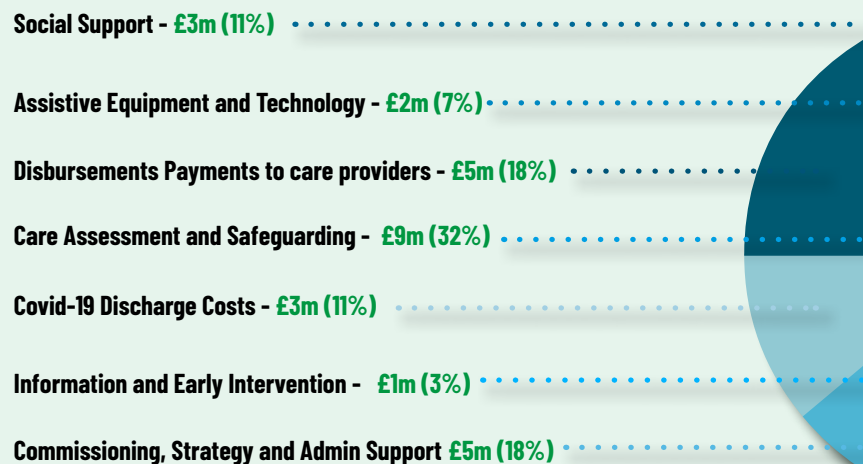 Social Support - £3m (11%)
Assistive Equipment and Technology - £2m (7%)
Disbursements Payments to care providers - £5m (18%)
Care Assessment and Safeguarding - £9m (32%)
Covid-19 Discharge Costs - £3m (11%)
Information and Early Intervention - £1m (3%)
Commissioning, Strategy and Admin Support £5m (18%)